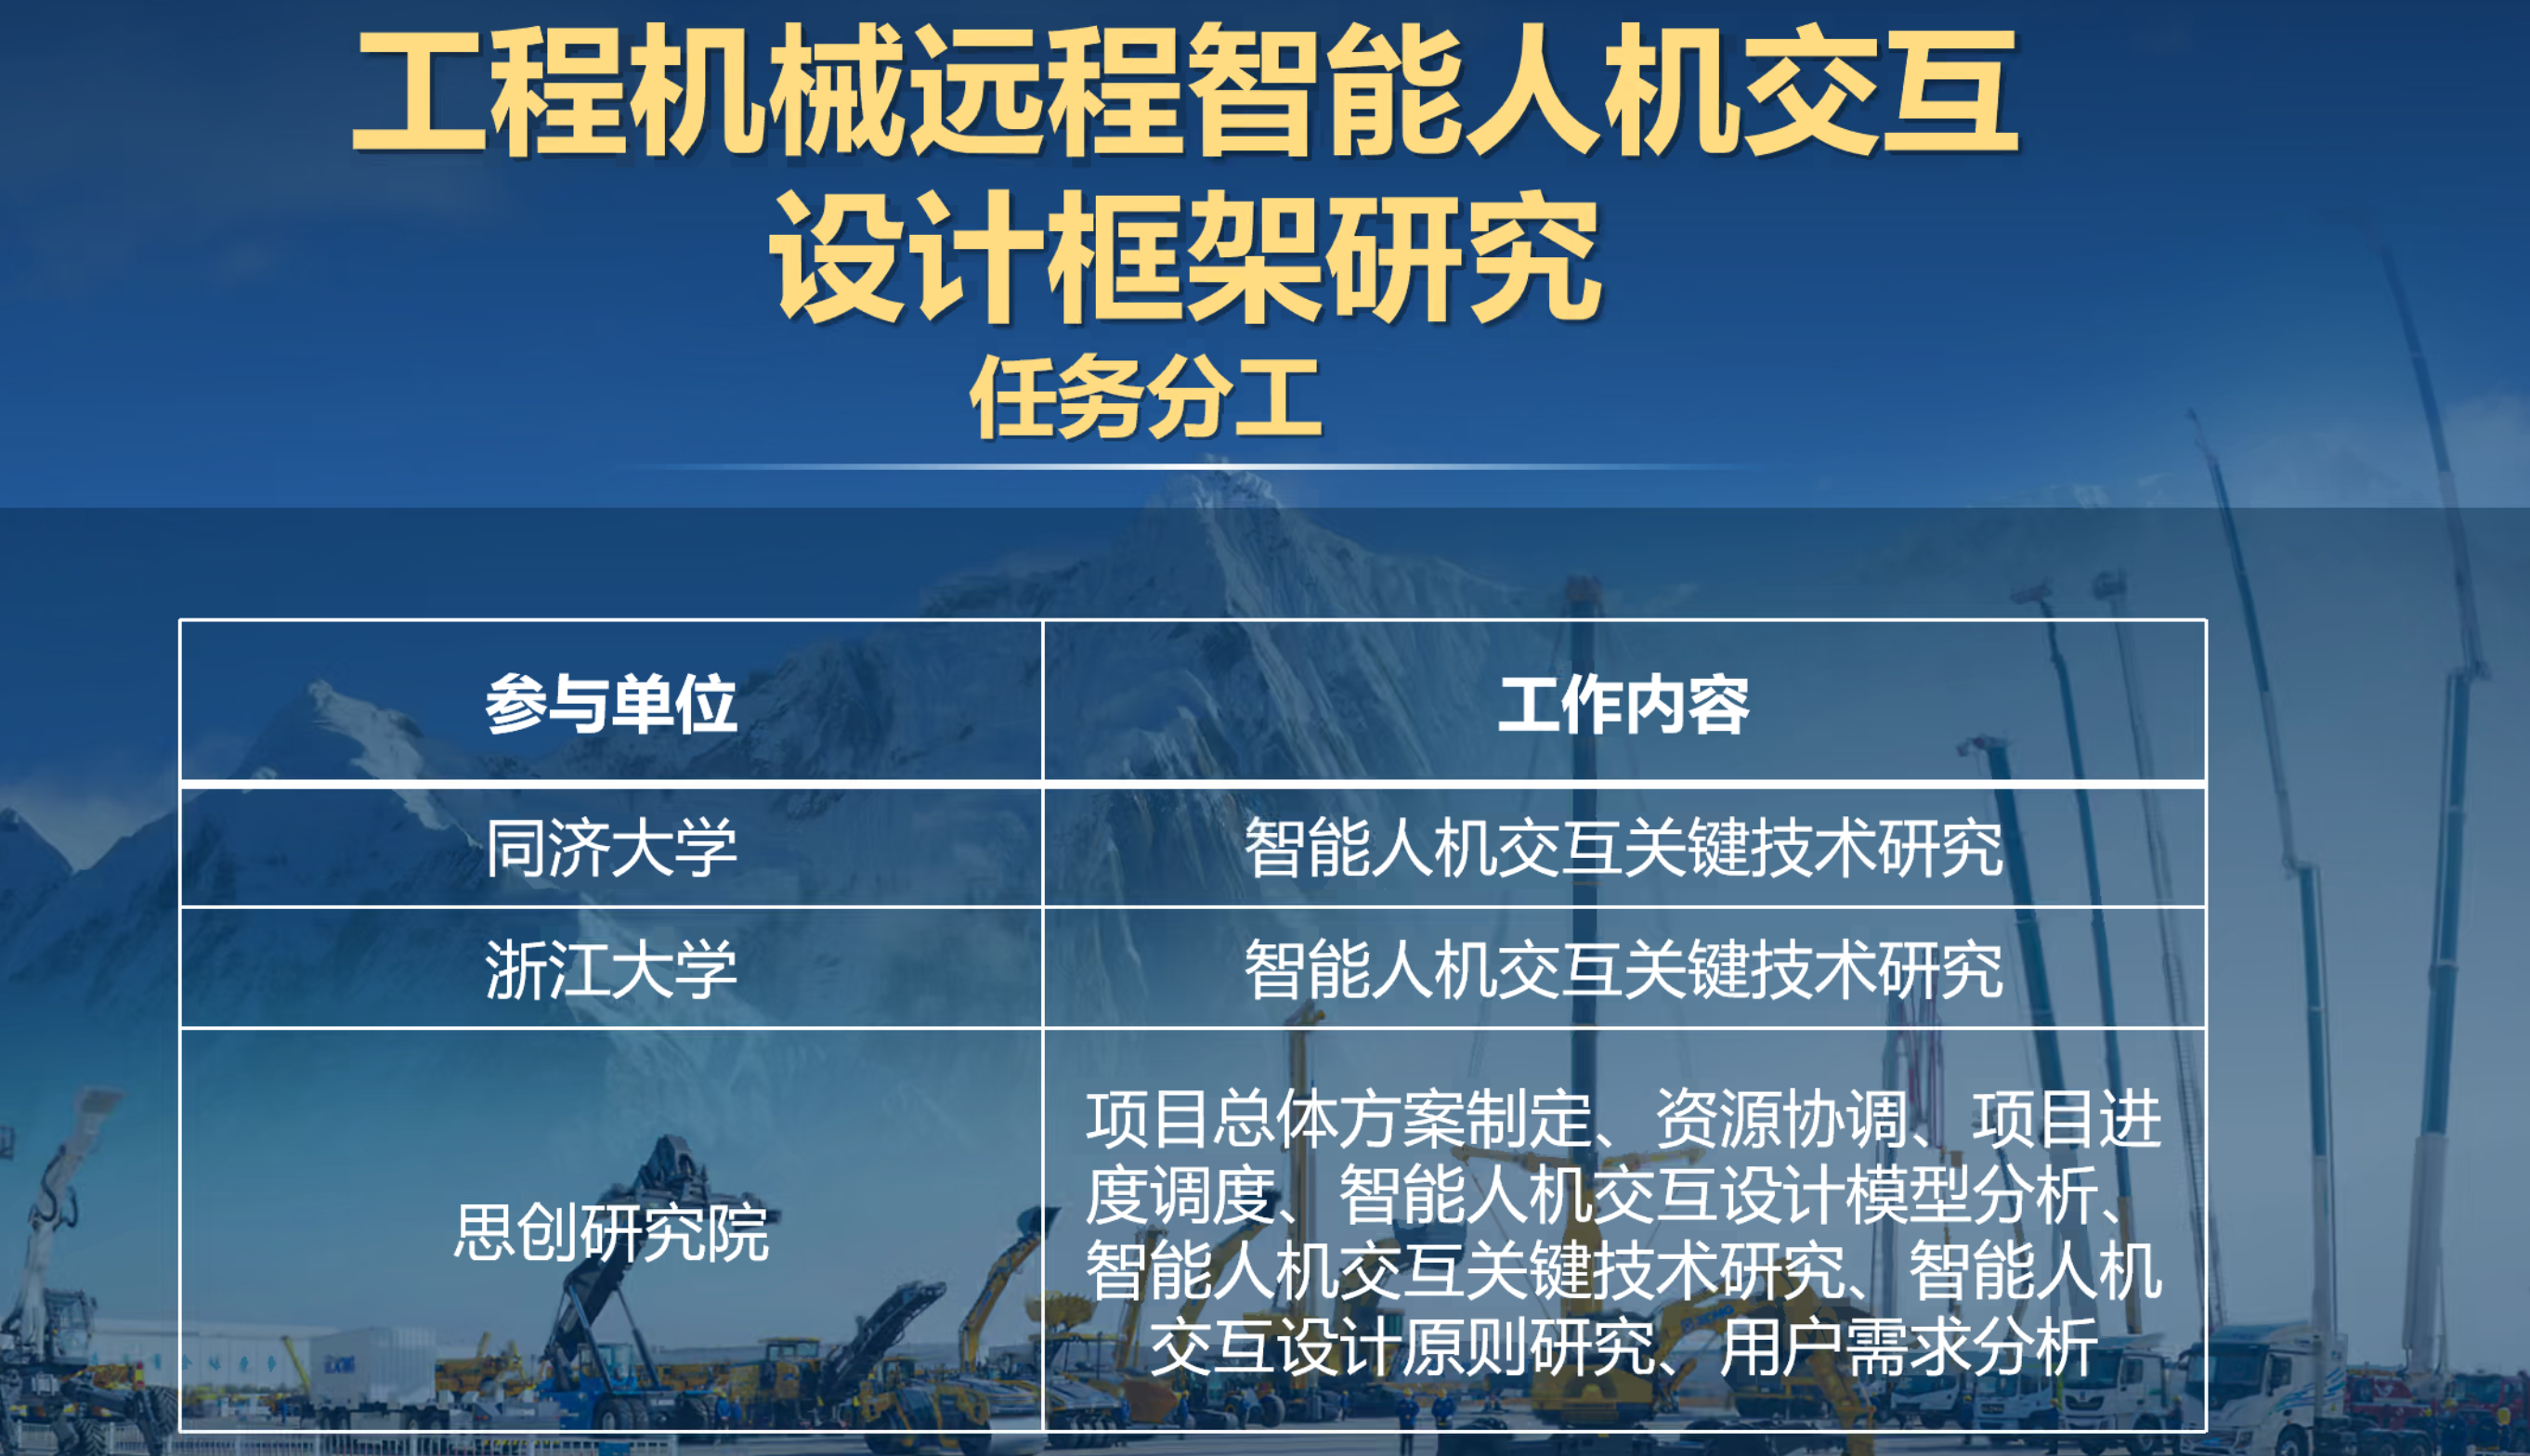 工程机械远程智能人机交互
设计框架研究
任务分工
参与单位
工作内容
同济大学
智能人机交互关键技术研究
浙江大学
智能人机交互关键技术研究
思创研究院
项目总体方案制定、资源协调、项目进
度调度、智能人机交互设计模型分析、
智能人机交互关键技术研究、智能人机
交互设计原则研究、用户需求分析